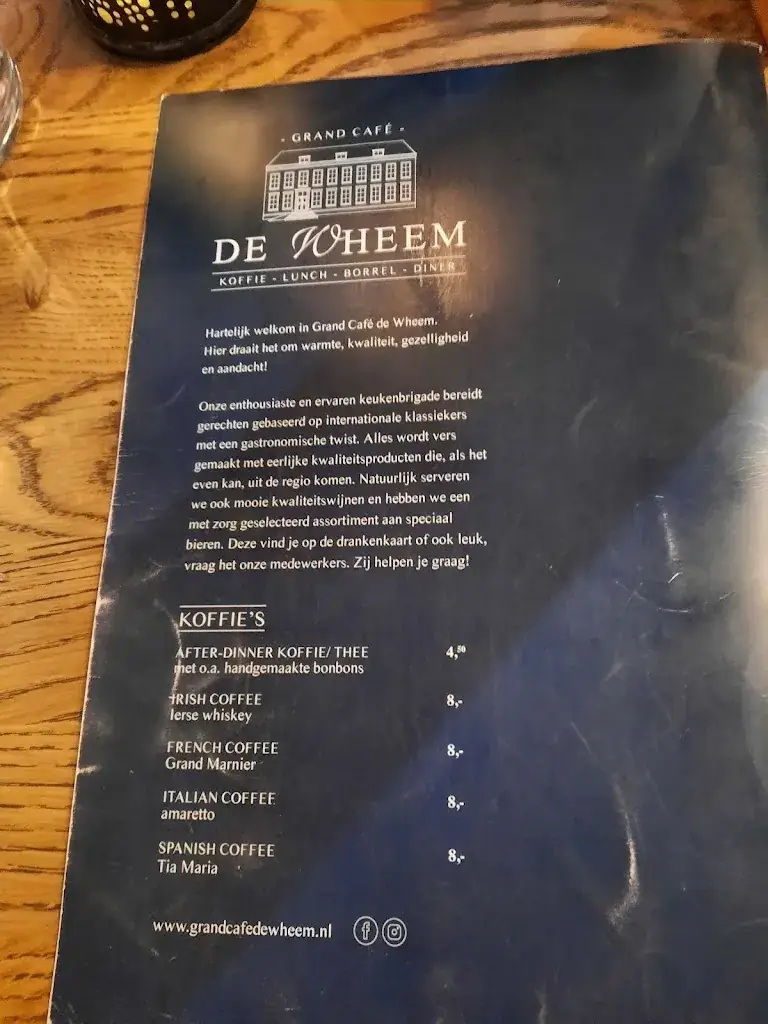 - GRAND CAFÉ -
DE WHEEM
KOFFIE - LUNCH - BORREL - DINER
Hartelijk welkom in Grand Café de Wheem.
Hier draait het om warmte, kwaliteit, gezelligheid
en aandacht!
Onze enthousiaste en ervaren keukenbrigade bereidt
gerechten gebaseerd op internationale klassiekers
met een gastronomische twist. Alles wordt vers
gemaakt met eerlijke kwaliteitsproducten die, als het
even kan, uit de regio komen. Natuurlijk serveren
we ook mooie kwaliteitswijnen en hebben we een
met zorg geselecteerd assortiment aan speciaal
bieren. Deze vind je op de drankenkaart of ook leuk,
vraag het onze medewerkers. Zij helpen je graag!
KOFFIE'S
AFTER-DINNER KOFFIE/ THEE 4,50
met o.a. handgemaakte bonbons
IRISH COFFEE 8,-
Ierse whiskey
FRENCH COFFEE 8,-
Grand Marnier
ITALIAN COFFEE 8,-
amaretto
SPANISH COFFEE 8,-
Tia Maria
www.grandcafedewheem.nl